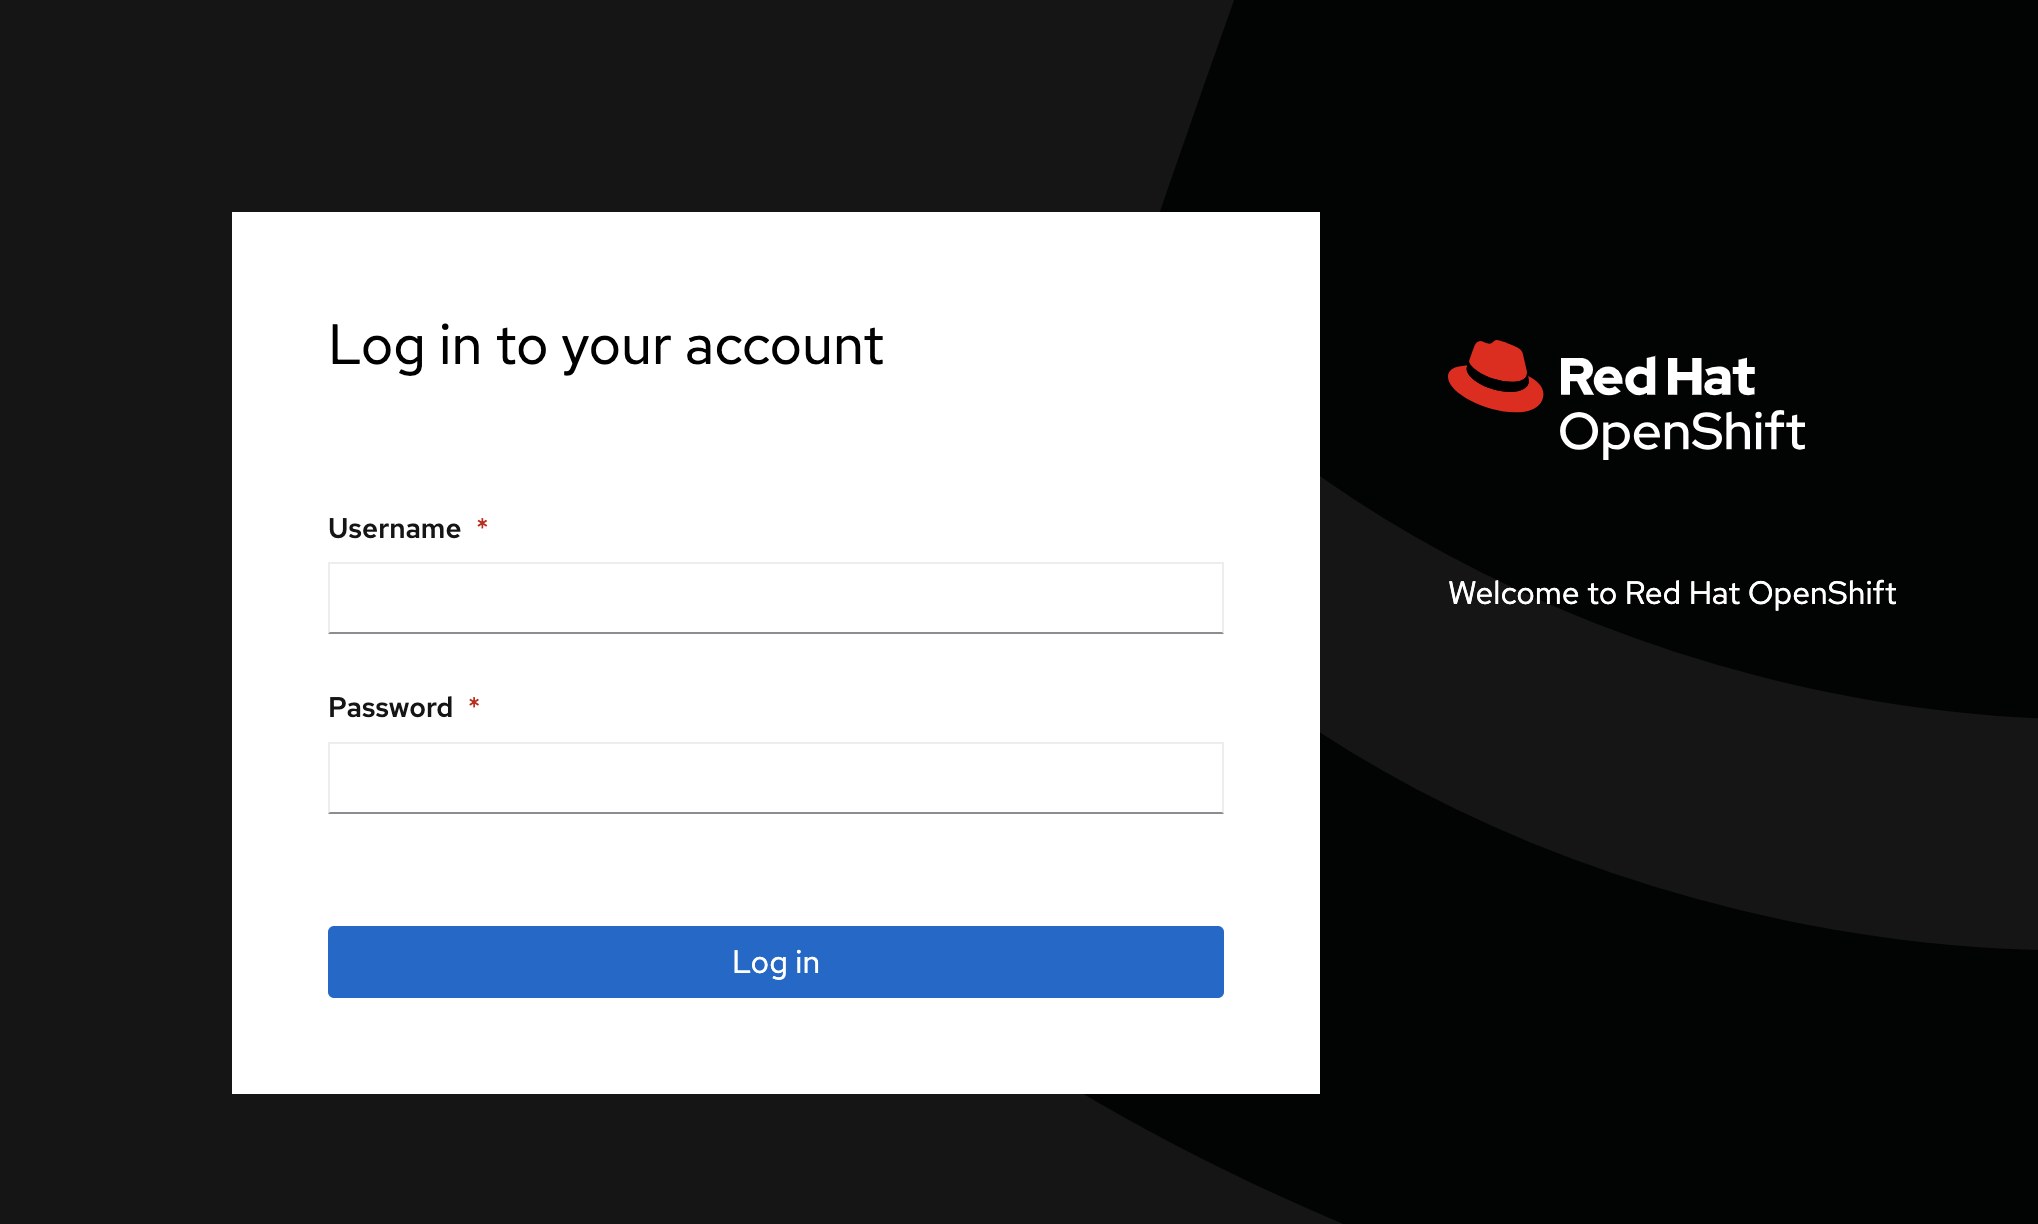 Log in to your account
Username *
Password *
Log in
Red Hat
OpenShift
Welcome to Red Hat OpenShift